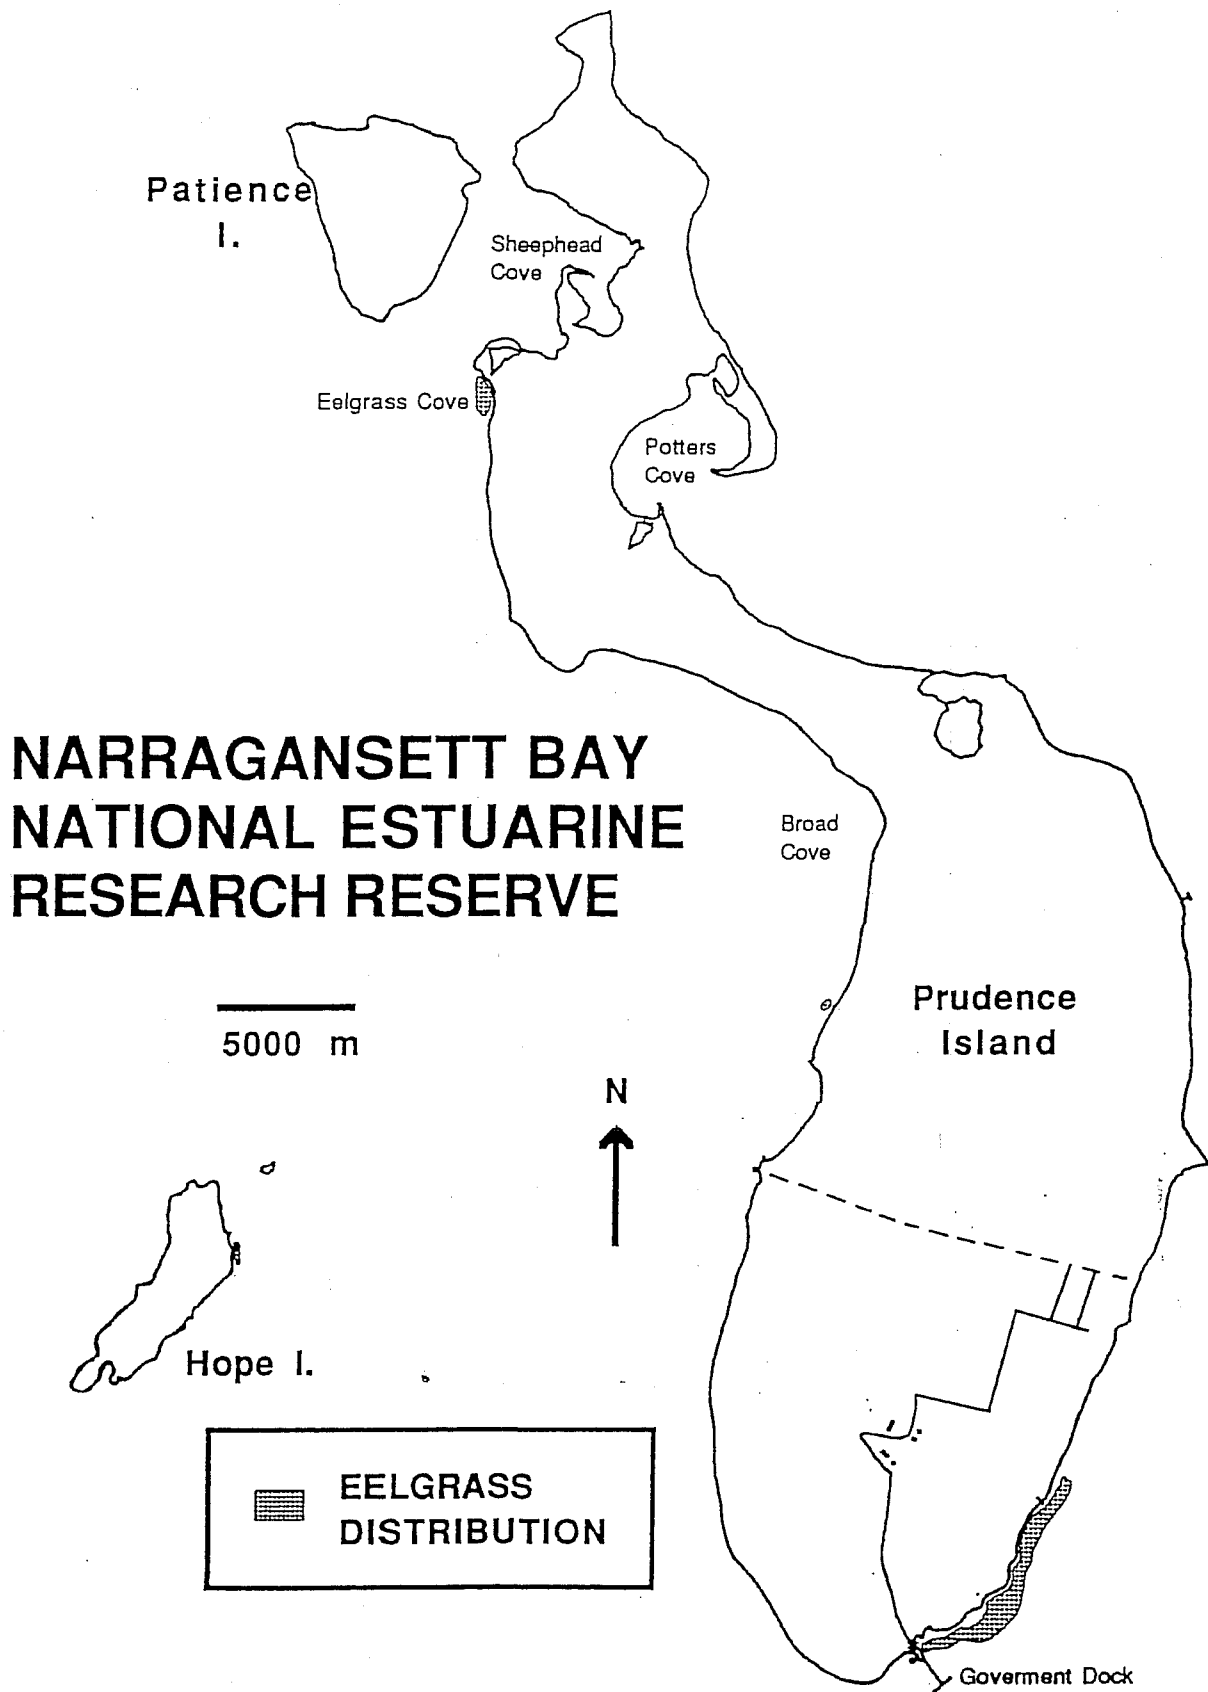 Patience
I.
Sheephead
Cove
Eelgrass Cove
Potters
Cove
NARRAGANSETT BAY
NATIONAL ESTUARINE
RESEARCH RESERVE
Broad
Cove
5000 m
Prudence
Island
N
Hope I.
EELGRASS
DISTRIBUTION
Goverment Dock